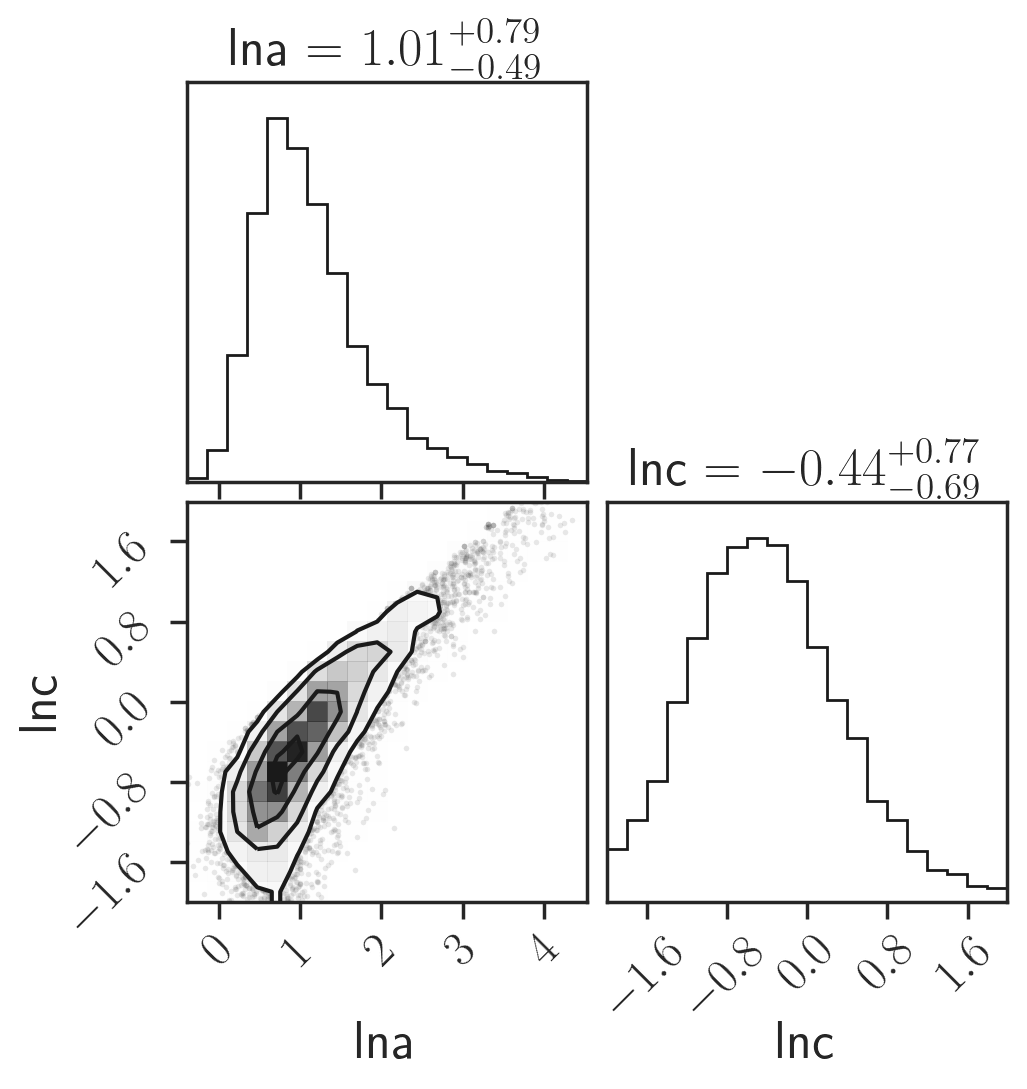 lna = 1.01^{+0.79}_{-0.49}
lnc = −0.44^{+0.77}_{-0.69}
1.6
0.8
0.0
−0.8
−1.6
lnc
0 1 2 3 4
lna
−1.6 −0.8 0.0 0.8 1.6
lnc